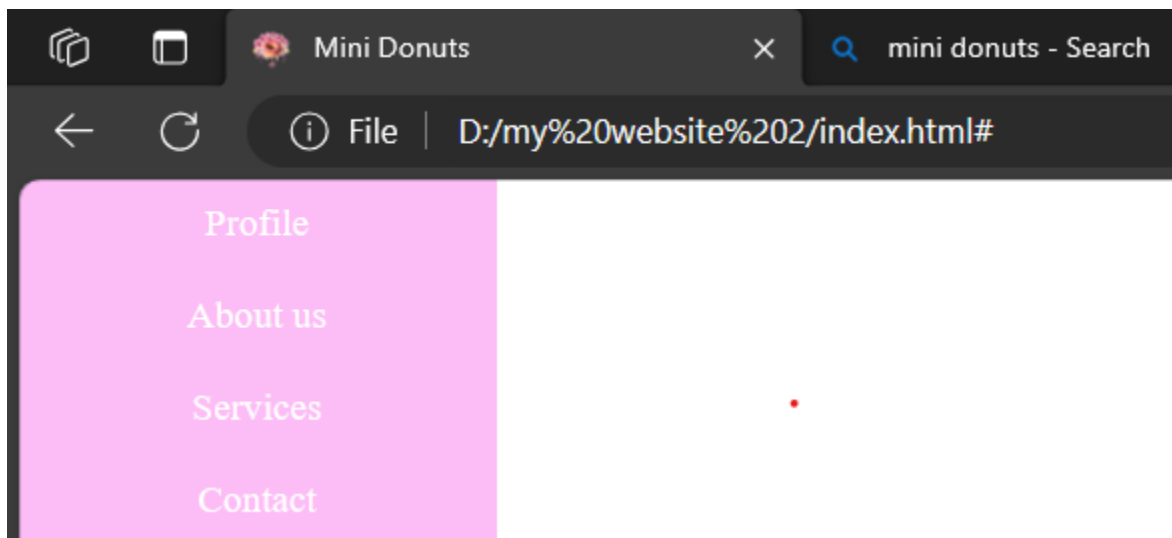 Mini Donuts
mini donuts - Search
File
D:/my%20website%202/index.html#
Profile
About us
Services
Contact